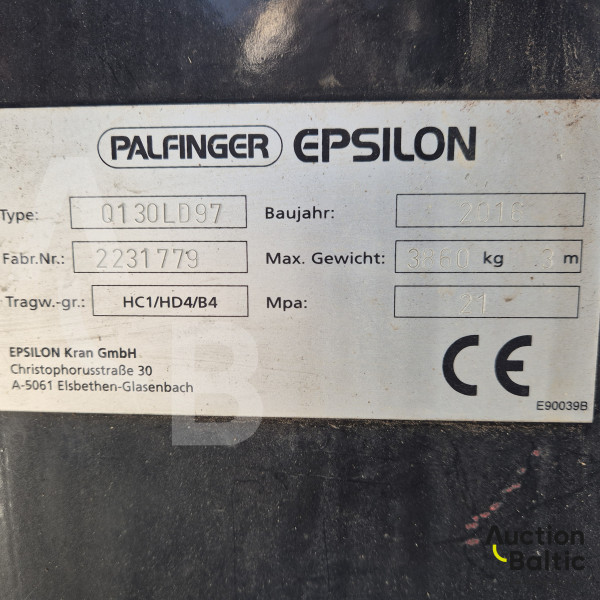 PALFINGER EPSILON
Type: Q130LD97 Baujahr:
Fabr.Nr.: 2231779 Max. Gewicht: kg m
Tragw.-gr.: HC1/HD4/B4 Mpa: 21
EPSILON Kran GmbH
Christophorusstraße 30
A-5061 Elsbethen-Glasenbach
CE
E90039B
AB
Auction
Baltic